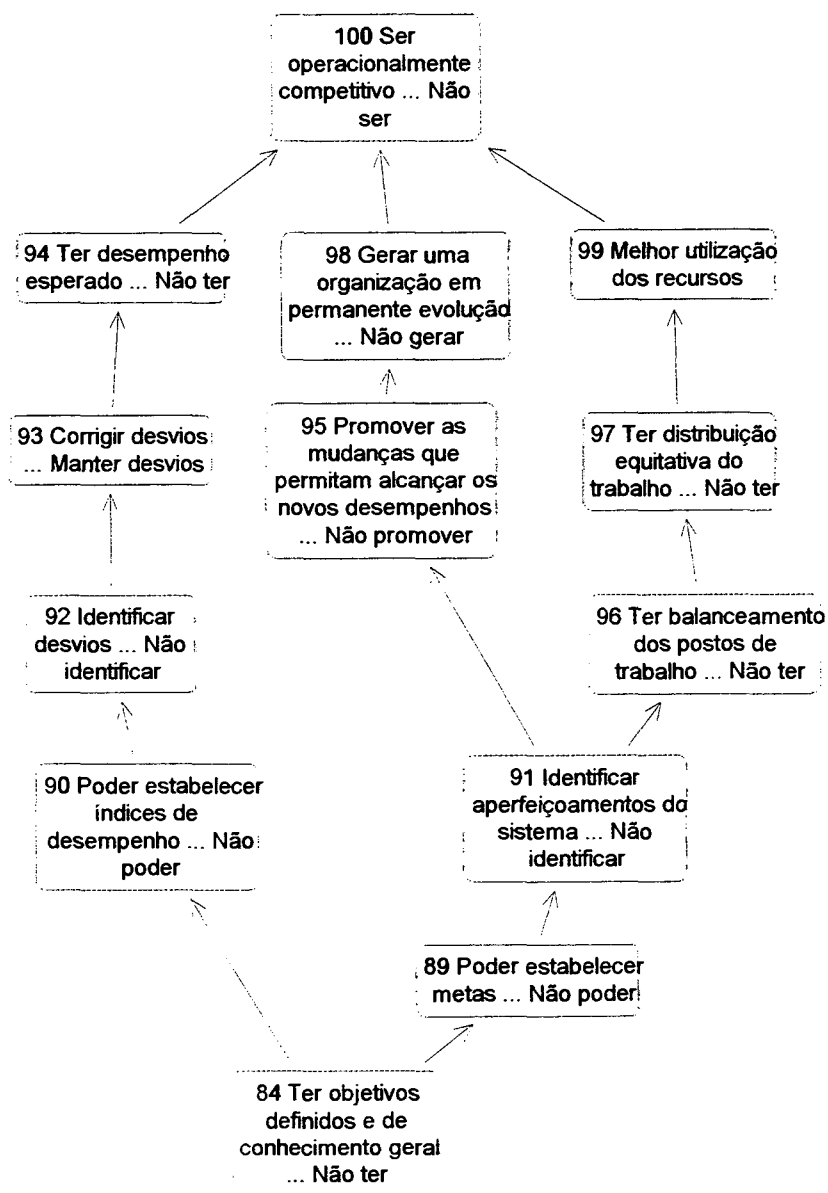 100 Ser
operacionalmente
competitivo ... Não
ser
94 Ter desempenho
esperado ... Não ter
98 Gerar uma
organização em
permanente evolução
... Não gerar
99 Melhor utilização
dos recursos
93 Corrigir desvios
... Manter desvios
95 Promover as
mudanças que
permitam alcançar os
novos desempenhos
... Não promover
97 Ter distribuição
equitativa do
trabalho ... Não ter
92 Identificar
desvios ... Não
identificar
96 Ter balanceamento
dos postos de
trabalho ... Não ter
90 Poder estabelecer
índices de
desempenho ... Não
poder
91 Identificar
aperfeiçoamentos do
sistema ... Não
identificar
89 Poder estabelecer
metas ... Não poder
84 Ter objetivos
definidos e de
conhecimento geral
... Não ter